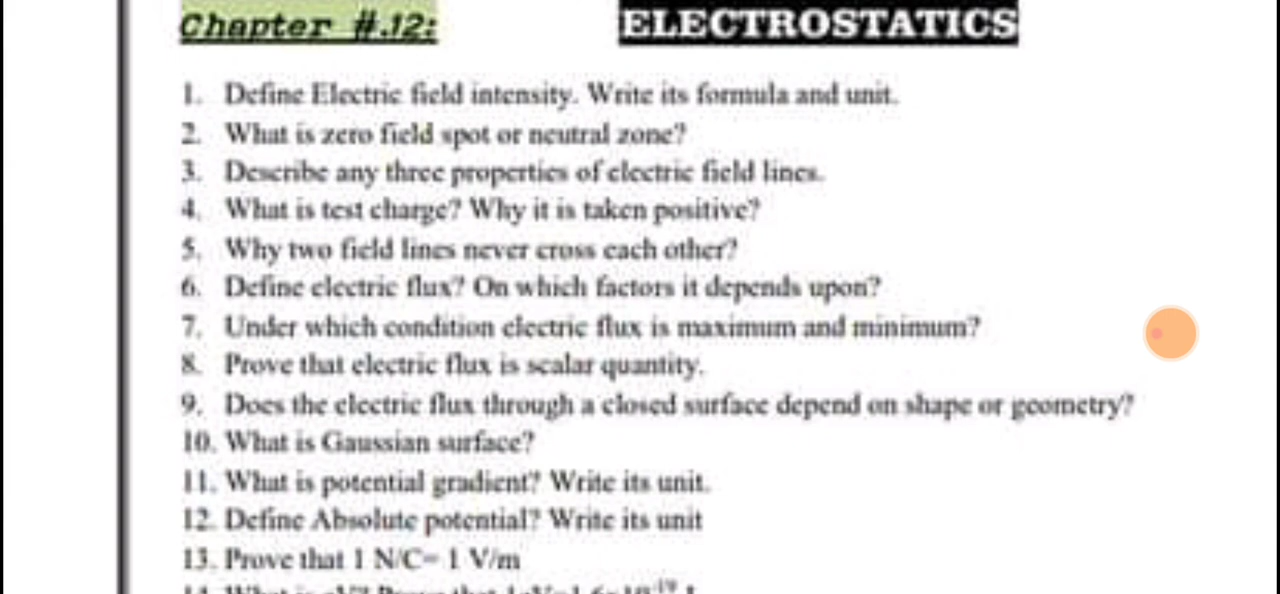 Chapter #.12: ELECTROSTATICS
1. Define Electric field intensity. Write its formula and unit.
2. What is zero field spot or neutral zone?
3. Describe any three properties of electric field lines.
4. What is test charge? Why it is taken positive?
5. Why two field lines never cross each other?
6. Define electric flux? On which factors it depends upon?
7. Under which condition electric flux is maximum and minimum?
8. Prove that electric flux is scalar quantity.
9. Does the electric flux through a closed surface depend on shape or geometry?
10. What is Gaussian surface?
11. What is potential gradient? Write its unit.
12. Define Absolute potential? Write its unit
13. Prove that 1 N/C= 1 V/m